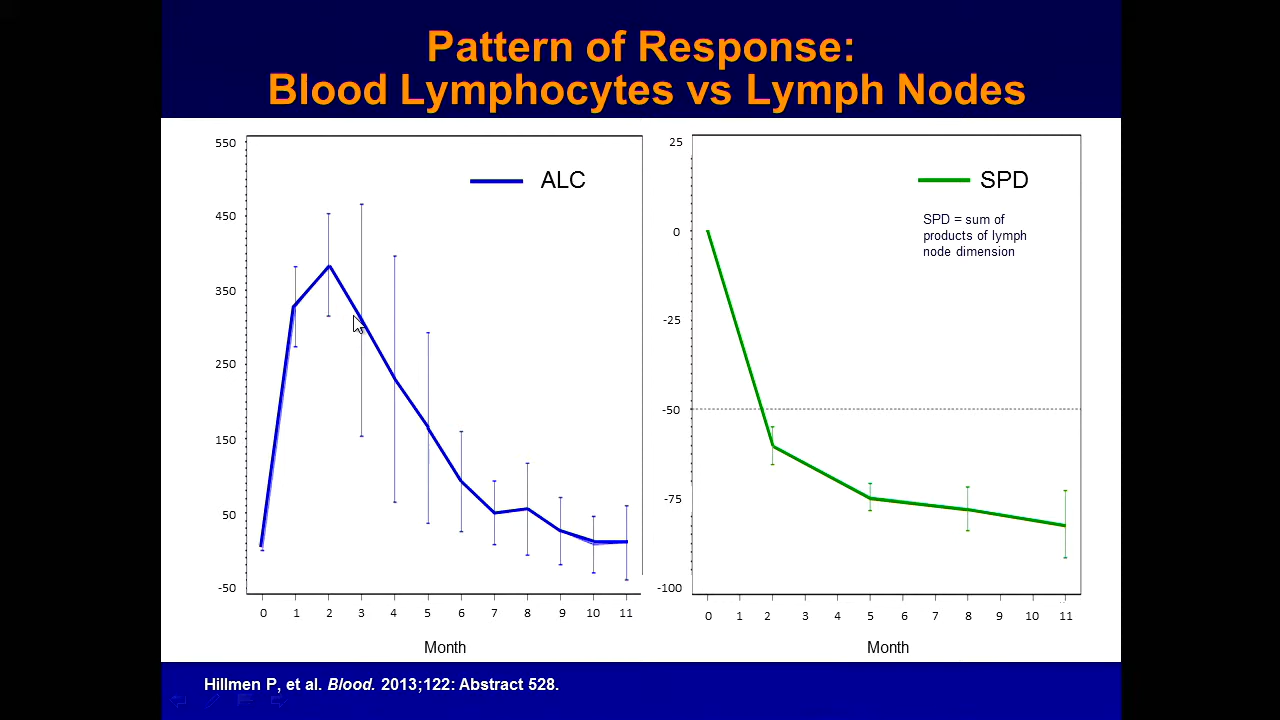 Pattern of Response:
Blood Lymphocytes vs Lymph Nodes
550
450
350
250
150
50
-50
ALC
0 1 2 3 4 5 6 7 8 9 10 11
Month
25
0
-25
-50
-75
-100
SPD
SPD = sum of
products of lymph
node dimension
0 1 2 3 4 5 6 7 8 9 10 11
Month
Hillmen P, et al. Blood. 2013;122: Abstract 528.